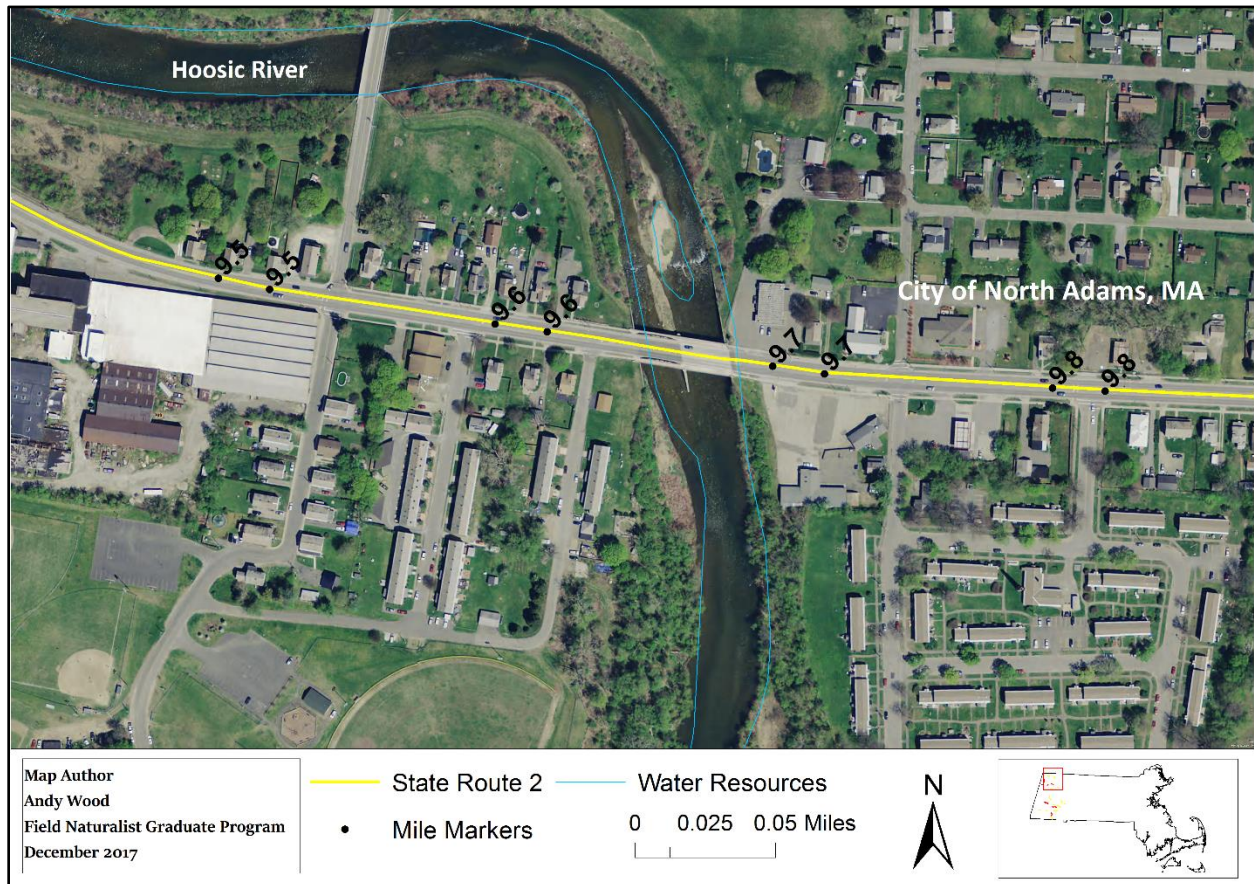 Hoosic River
City of North Adams, MA
9.5
9.5
9.6
9.6
9.7
9.7
9.8
9.8
Map Author
Andy Wood
Field Naturalist Graduate Program
December 2017
State Route 2
Mile Markers
Water Resources
0 0.025 0.05 Miles
N